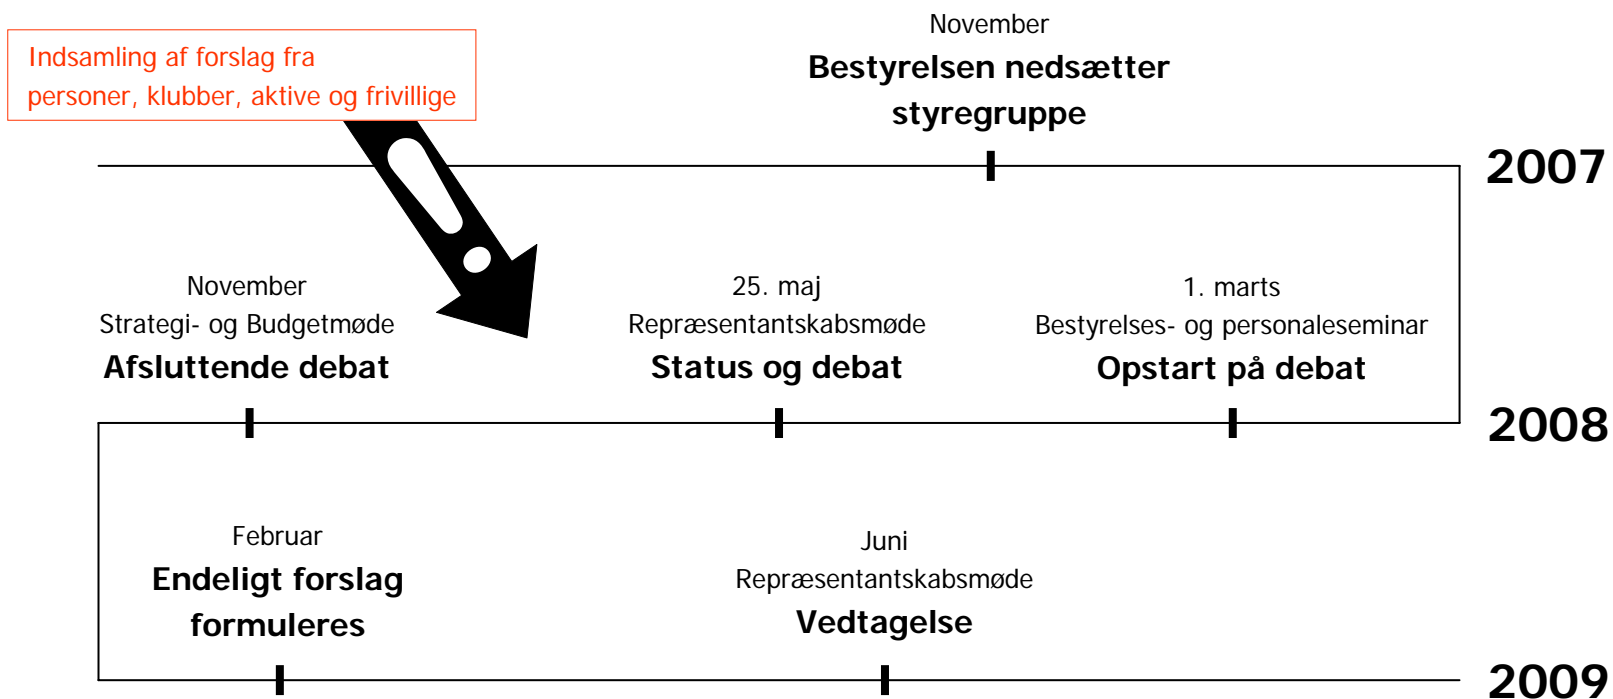 Indsamling af forslag fra
personer, klubber, aktive og frivillige
November
Bestyrelsen nedsætter
styregruppe
2007
November
Strategi- og Budgetmøde
Afsluttende debat
25. maj
Repræsentantskabsmøde
Status og debat
1. marts
Bestyrelses- og personaleseminar
Opstart på debat
2008
Februar
Endeligt forslag
formuleres
Juni
Repræsentantskabsmøde
Vedtagelse
2009